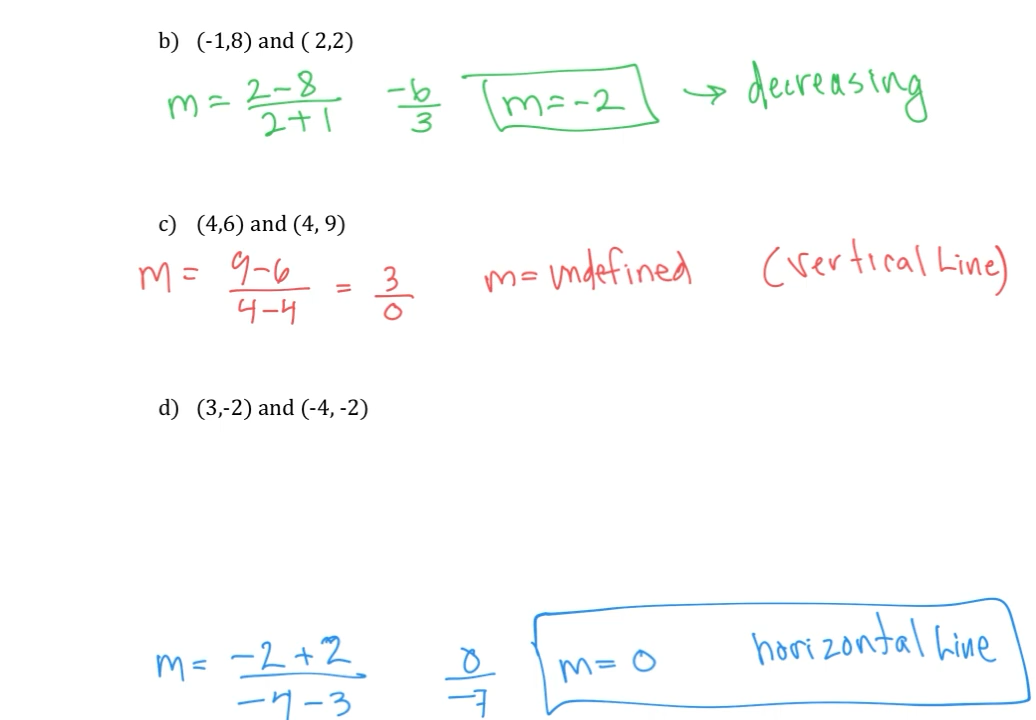 b) (-1,8) and ( 2,2)
m = 2-8/2+1 -6/3 m=-2 → decreasing
c) (4,6) and (4, 9)
m = 9-6/4-4 = 3/0 m= undefined (vertical Line)
d) (3,-2) and (-4, -2)
m= -2+2/-4-3 0/-7 m= 0 horizontal Line